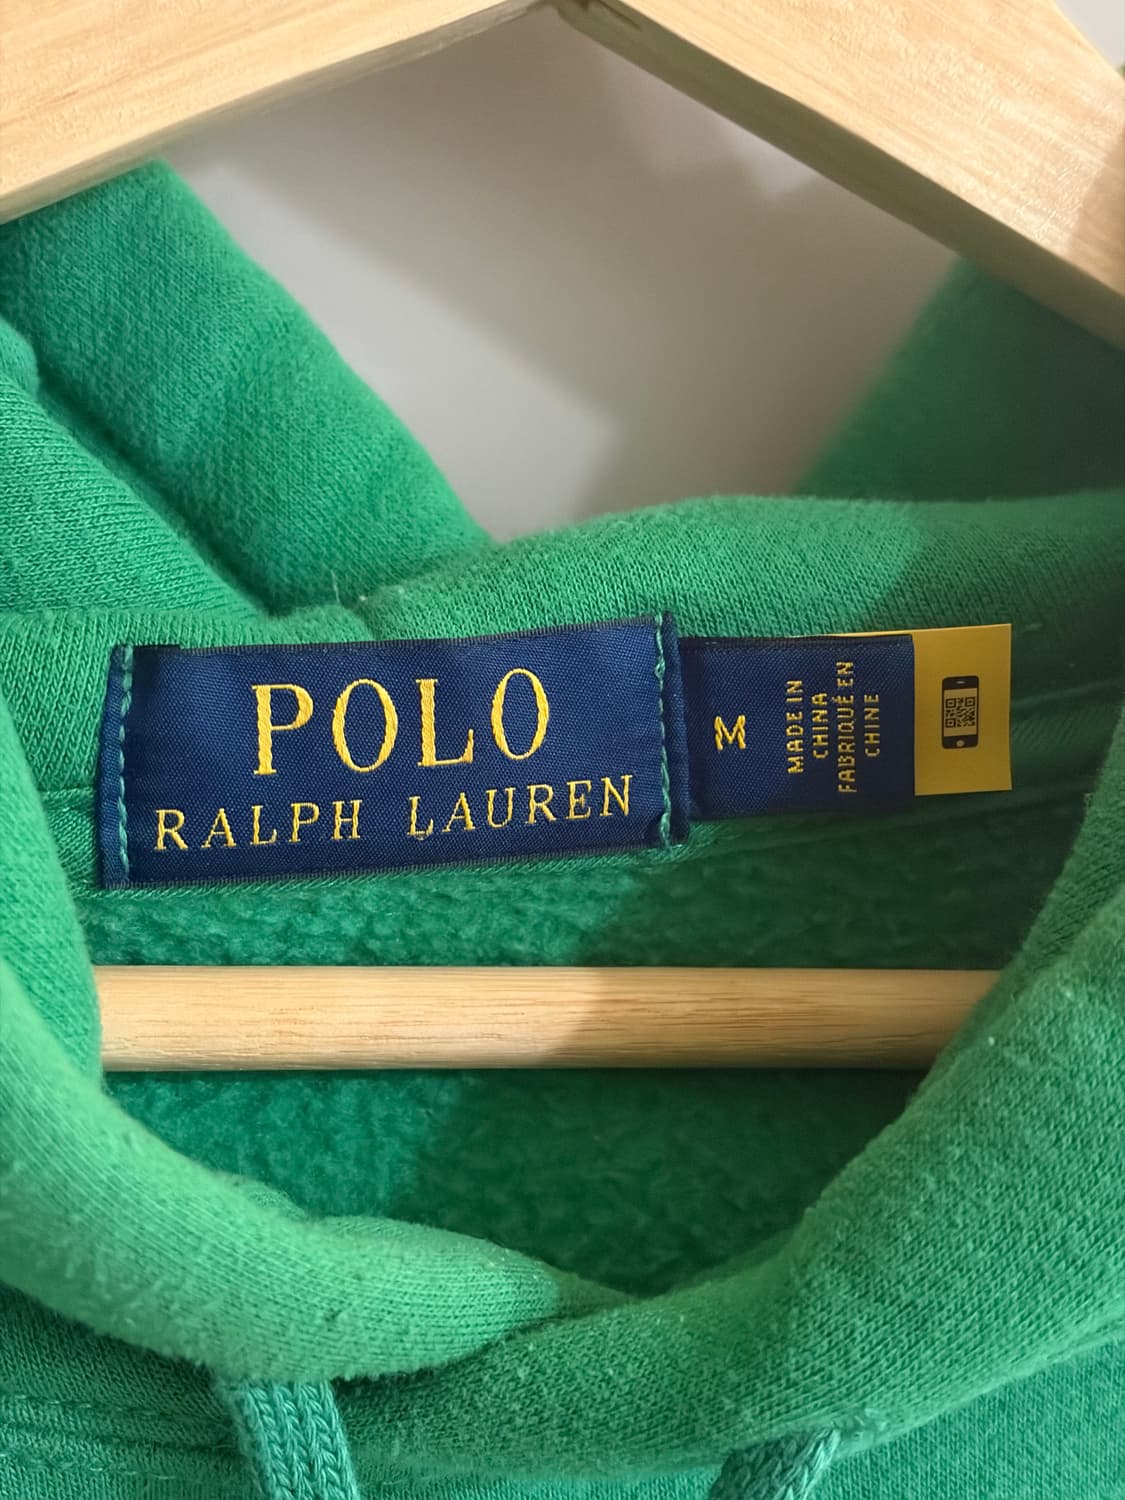 POLO
RALPH LAUREN
M
MADE IN
CHINA
FABRIQUÉ EN
CHINE